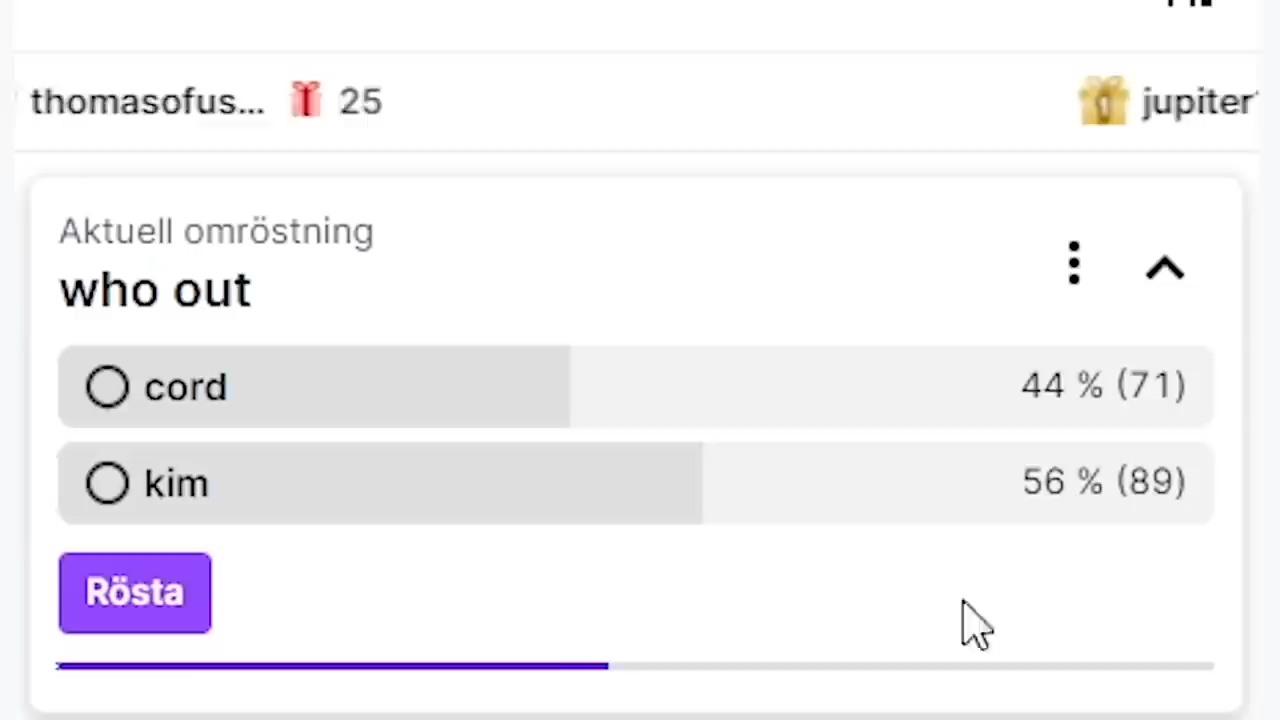 thomasofus... 25 jupiter
Aktuell omröstning
who out
cord 44 % (71)
kim 56 % (89)
Rösta